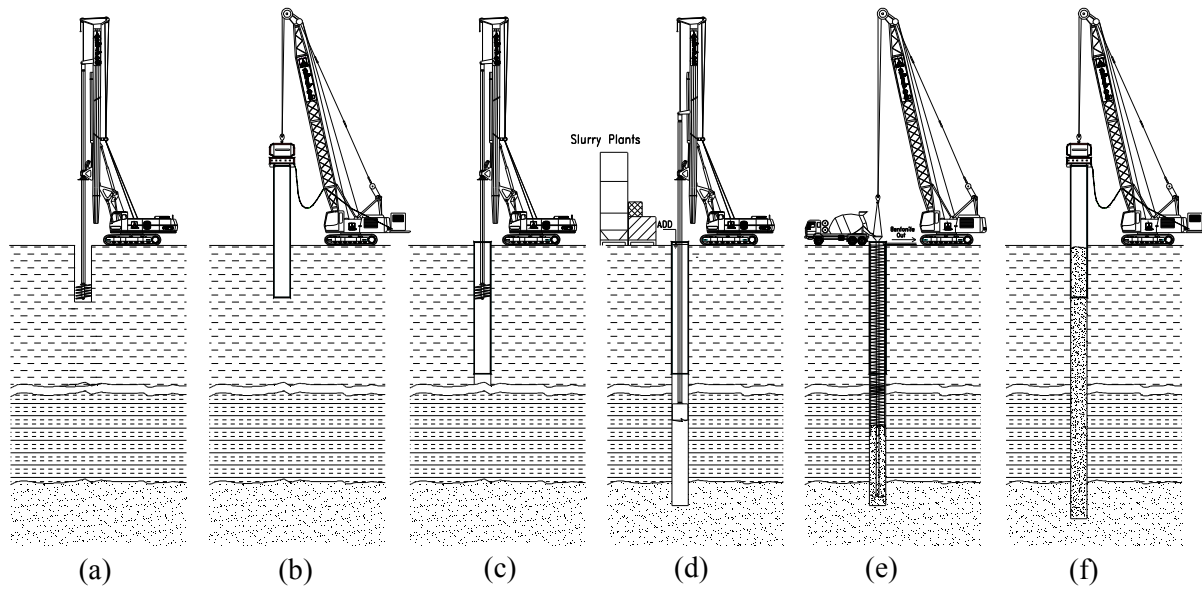 Slurry Plants
ADD
Bentonite
Out
(a)
(b)
(c)
(d)
(e)
(f)